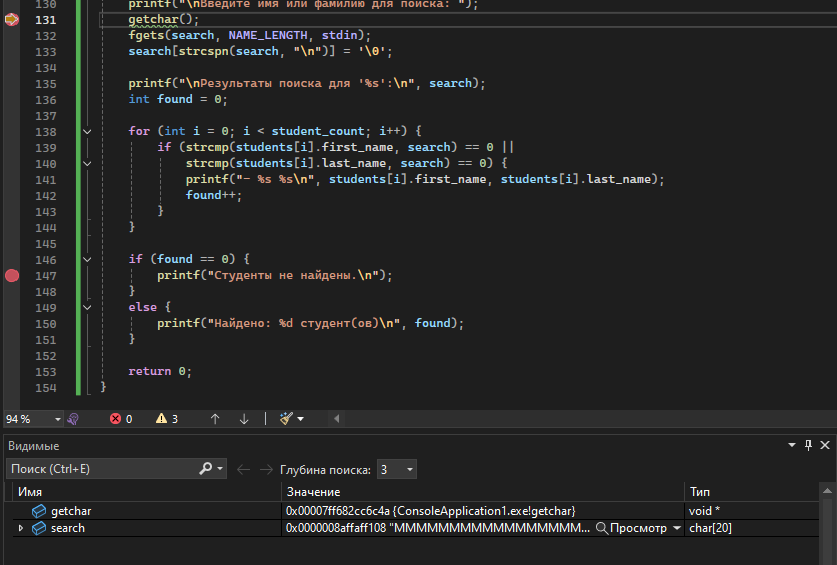 130 printf("\nВведите имя или фамилию для поиска: ");
131 getchar();
132 fgets(search, NAME_LENGTH, stdin);
133 search[strcspn(search, "\n")] = '\0';
134
135 printf("\nРезультаты поиска для '%s':\n", search);
136 int found = 0;
137
138 for (int i = 0; i < student_count; i++) {
139 if (strcmp(students[i].first_name, search) == 0 ||
140 strcmp(students[i].last_name, search) == 0) {
141 printf("- %s %s\n", students[i].first_name, students[i].last_name);
142 found++;
143 }
144 }
145
146 if (found == 0) {
147 printf("Студенты не найдены.\n");
148 }
149 else {
150 printf("Найдено: %d студент(ов)\n", found);
151 }
152
153 return 0;
154 }
94 % 0 3
Видимые
Поиск (Ctrl+E) Глубина поиска: 3
Имя Значение Тип
getchar 0x00007ff682cc6c4a {ConsoleApplication1.exe!getchar} void *
search 0x0000008affaff108 "MMMMMMMMMMMMMMMMMM... Просмотр char[20]